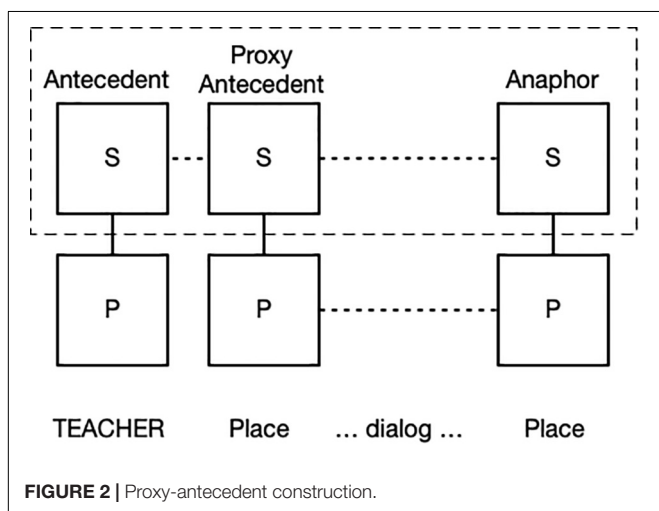 Antecedent Proxy Antecedent Anaphor
S S S
P P P
TEACHER Place ... dialog ... Place
FIGURE 2 | Proxy-antecedent construction.